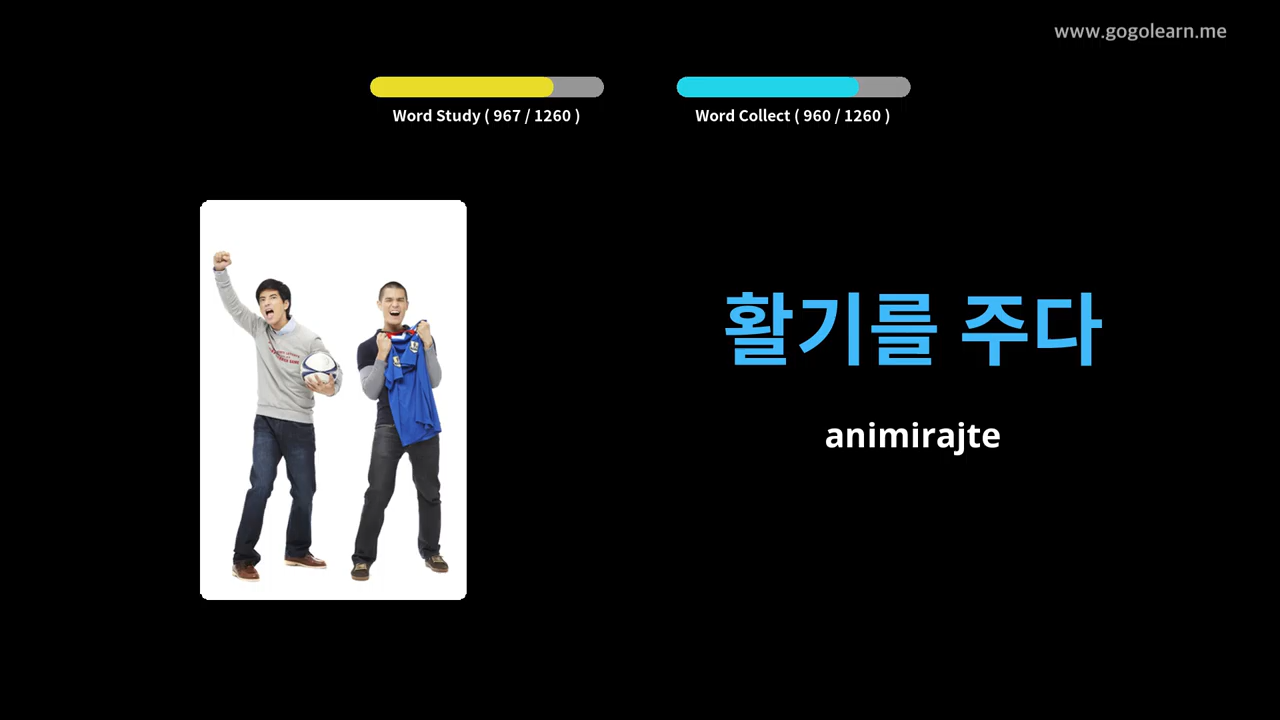 www.gogolearn.me
Word Study ( 967 / 1260 )
Word Collect ( 960 / 1260 )
활기를 주다
animirajte